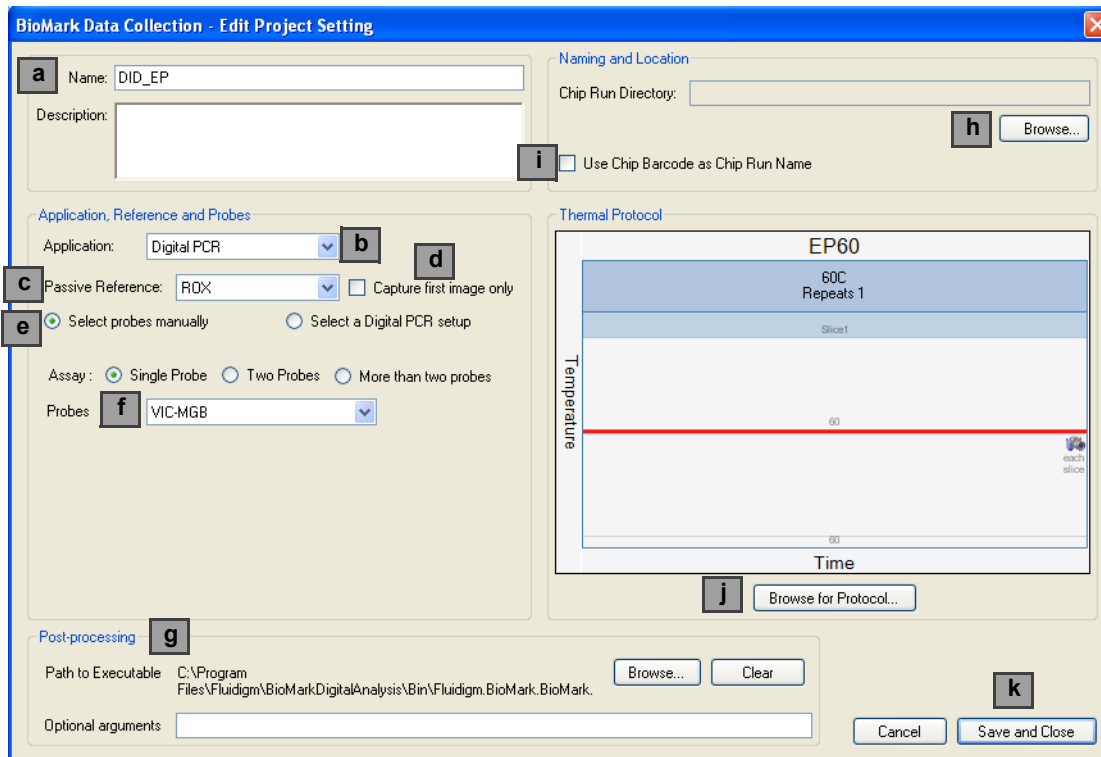 BioMark Data Collection - Edit Project Setting
a
Name: DID_EP
Description:
Naming and Location
Chip Run Directory:
h
Browse...
i
Use Chip Barcode as Chip Run Name
Application, Reference and Probes
Application: Digital PCR
b
d
c
Passive Reference: ROX
Capture first image only
e
Select probes manually
Select a Digital PCR setup
Assay : Single Probe Two Probes More than two probes
Probes
f
VIC-MGB
Thermal Protocol
EP60
60C
Repeats 1
Slice1
Temperature
60
each
slice
60
Time
j
Browse for Protocol...
Post-processing
g
Path to Executable
C:\Program
Files\Fluidigm\BioMarkDigitalAnalysis\Bin\Fluidigm.BioMark.BioMark.
Browse...
Clear
Optional arguments
k
Cancel
Save and Close